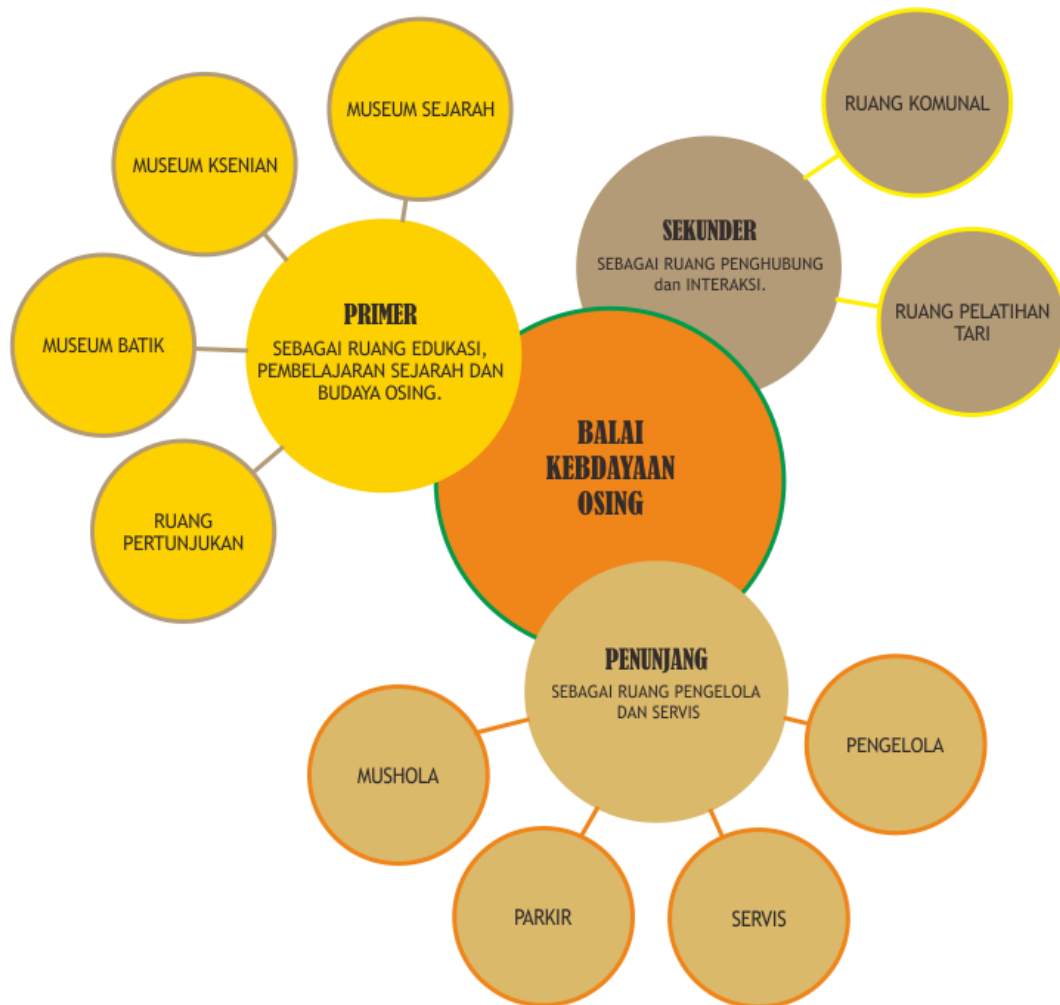 MUSEUM SEJARAH
MUSEUM KSENIAN
MUSEUM BATIK
RUANG
PERTUNJUKAN
PRIMER
SEBAGAI RUANG EDUKASI,
PEMBELAJARAN SEJARAH DAN
BUDAYA OSING.
RUANG KOMUNAL
SEKUNDER
SEBAGAI RUANG PENGHUBUNG
dan INTERAKSI.
RUANG PELATIHAN
TARI
BALAI
KEBDAYAAN
OSING
PENUNJANG
SEBAGAI RUANG PENGELOLA
DAN SERVIS
MUSHOLA
PARKIR
SERVIS
PENGELOLA